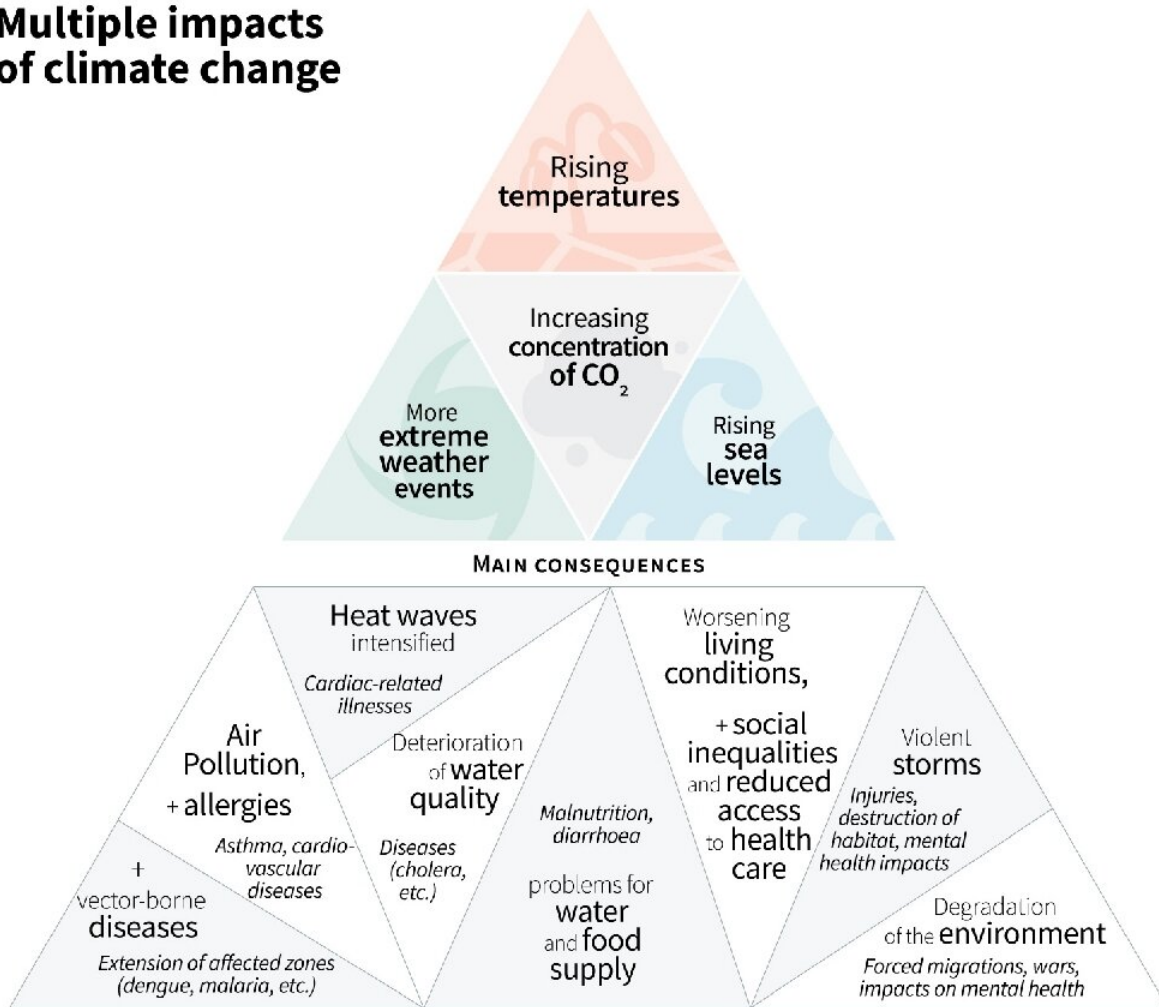 Multiple impacts
of climate change
Rising
temperatures
Increasing
concentration
of CO₂
More
extreme
weather
events
Rising
sea
levels
MAIN CONSEQUENCES
Heat waves
intensified
Cardiac-related
illnesses
Air
Pollution,
+ allergies
Asthma, cardio-
vascular
diseases
+
vector-borne
diseases
Extension of affected zones
(dengue, malaria, etc.)
Deterioration
of water
quality
Diseases
(cholera,
etc.)
Malnutrition,
diarrhoea
problems for
water
and food
supply
Worsening
living
conditions,
+ social
inequalities
and reduced
access
to health
care
Violent
storms
Injuries,
destruction of
habitat, mental
health impacts
Degradation
of the environment
Forced migrations, wars,
impacts on mental health